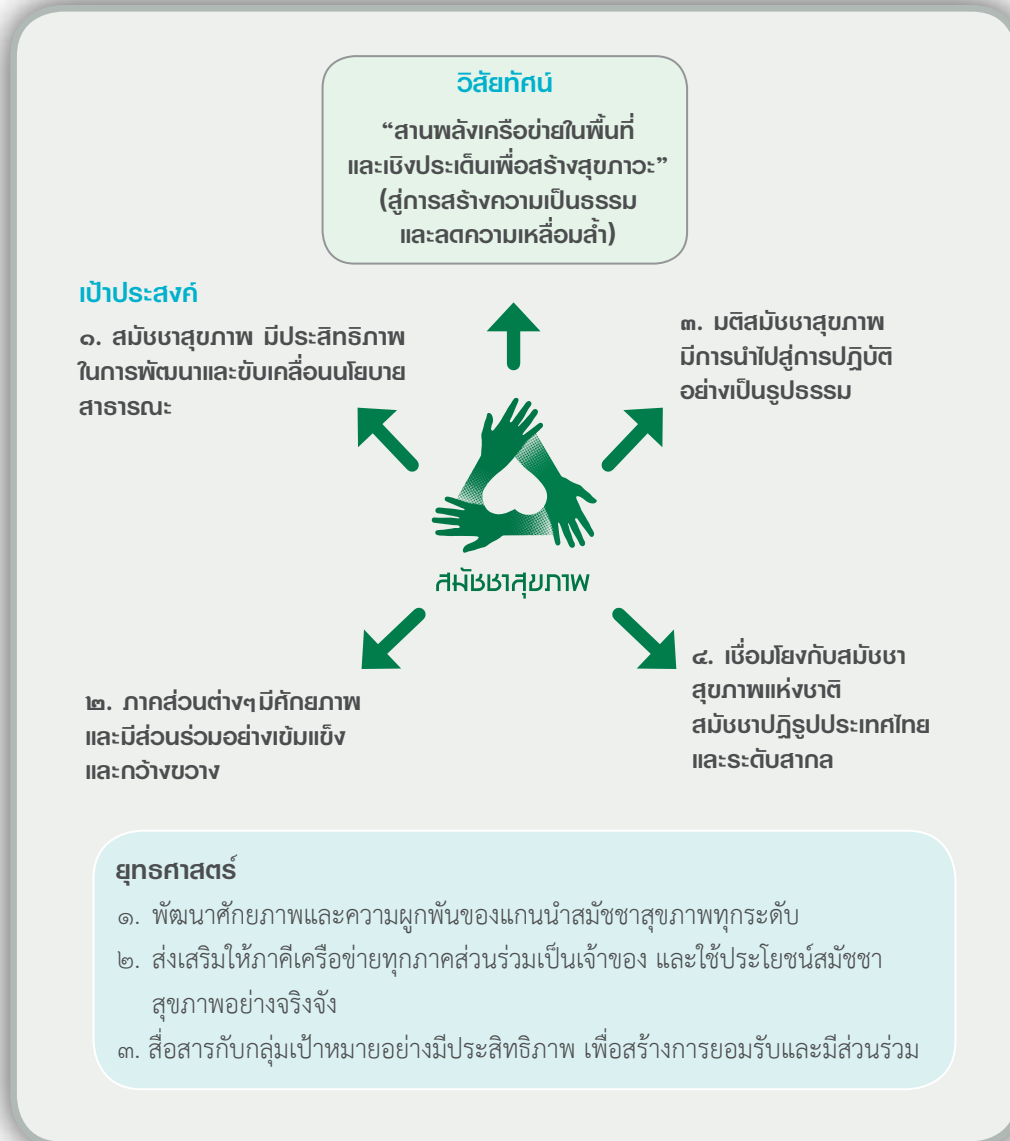 วิสัยทัศน์
“สานพลังเครือข่ายในพื้นที่
และเชิงประเด็นเพื่อสร้างสุขภาวะ”
(สู่การสร้างความเป็นธรรม
และลดความเหลื่อมล้ำ)
เป้าประสงค์
๑. สมัชชาสุขภาพ มีประสิทธิภาพ
ในการพัฒนาและขับเคลื่อนนโยบาย
สาธารณะ
๓. มติสมัชชาสุขภาพ
มีการนำไปสู่การปฏิบัติ
อย่างเป็นรูปธรรม
สมัชชาสุขภาพ
๒. ภาคส่วนต่างๆ มีศักยภาพ
และมีส่วนร่วมอย่างเข้มแข็ง
และกว้างขวาง
๔. เชื่อมโยงกับสมัชชา
สุขภาพแห่งชาติ
สมัชชาปฏิรูปประเทศไทย
และระดับสากล
ยุทธศาสตร์
๑. พัฒนาศักยภาพและความผูกพันของแกนนำสมัชชาสุขภาพทุกระดับ
๒. ส่งเสริมให้ภาคีเครือข่ายทุกภาคส่วนร่วมเป็นเจ้าของ และใช้ประโยชน์สมัชชา
สุขภาพอย่างจริงจัง
๓. สื่อสารกับกลุ่มเป้าหมายอย่างมีประสิทธิภาพ เพื่อสร้างการยอมรับและมีส่วนร่วม